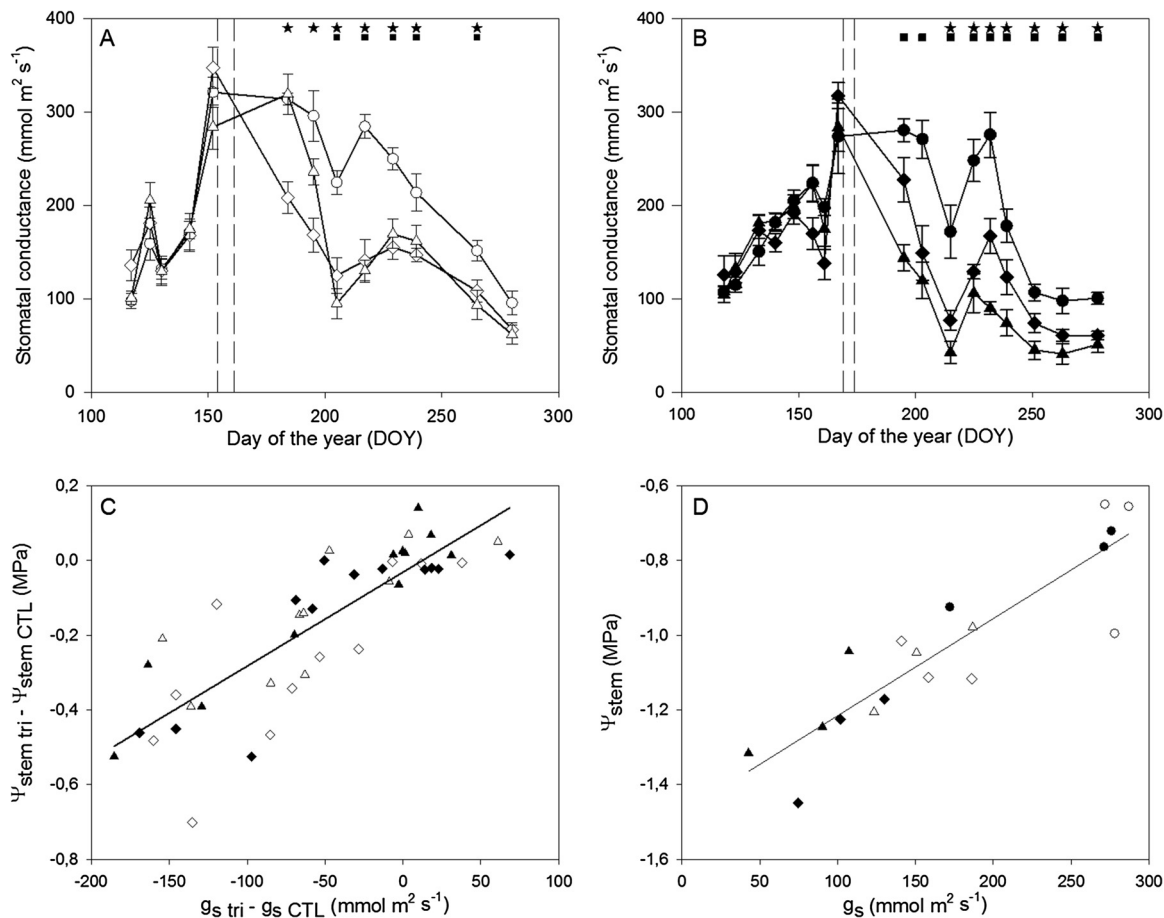 A
Stomatal conductance (mmol m² s⁻¹)
400
300
200
100
0
100 150 200 250 300
Day of the year (DOY)
B
Stomatal conductance (mmol m² s⁻¹)
400
300
200
100
0
100 150 200 250 300
Day of the year (DOY)
C
Ψstem tri - Ψstem CTL (MPa)
0,2
0,0
-0,2
-0,4
-0,6
-0,8
-200 -150 -100 -50 0 50 100
gs tri - gs CTL (mmol m² s⁻¹)
D
Ψstem (MPa)
-0,6
-0,8
-1,0
-1,2
-1,4
-1,6
0 50 100 150 200 250 300
gs (mmol m² s⁻¹)